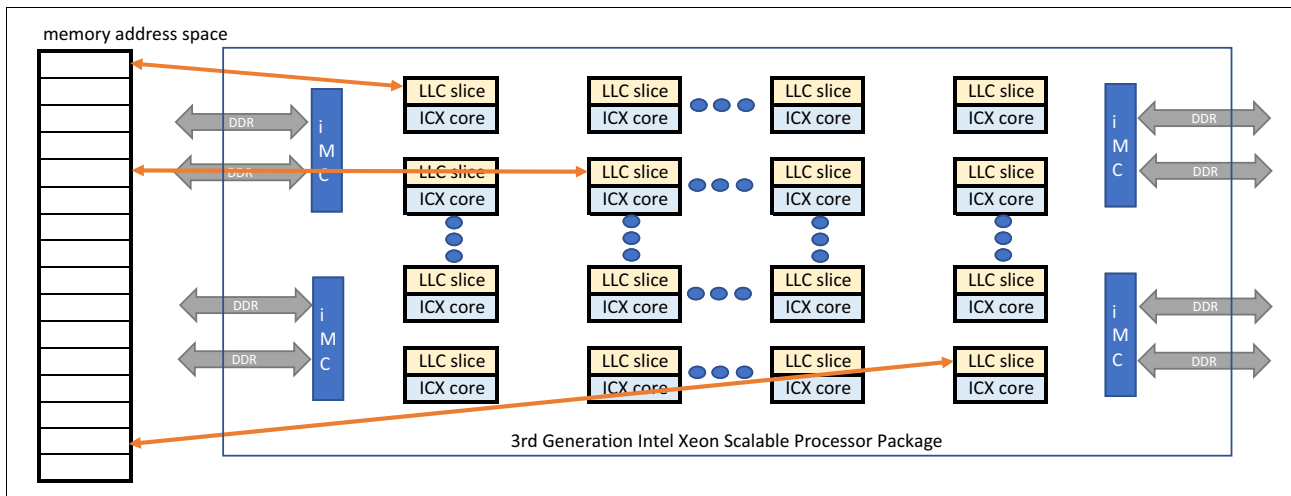 memory address space
LLC slice LLC slice LLC slice LLC slice
ICX core ICX core ICX core ICX core
DDR DDR
i M C i M C
DDR DDR
LLC slice LLC slice LLC slice LLC slice
ICX core ICX core ICX core ICX core
LLC slice LLC slice LLC slice LLC slice
ICX core ICX core ICX core ICX core
DDR DDR
i M C i M C
DDR DDR
LLC slice LLC slice LLC slice LLC slice
ICX core ICX core ICX core ICX core
3rd Generation Intel Xeon Scalable Processor Package